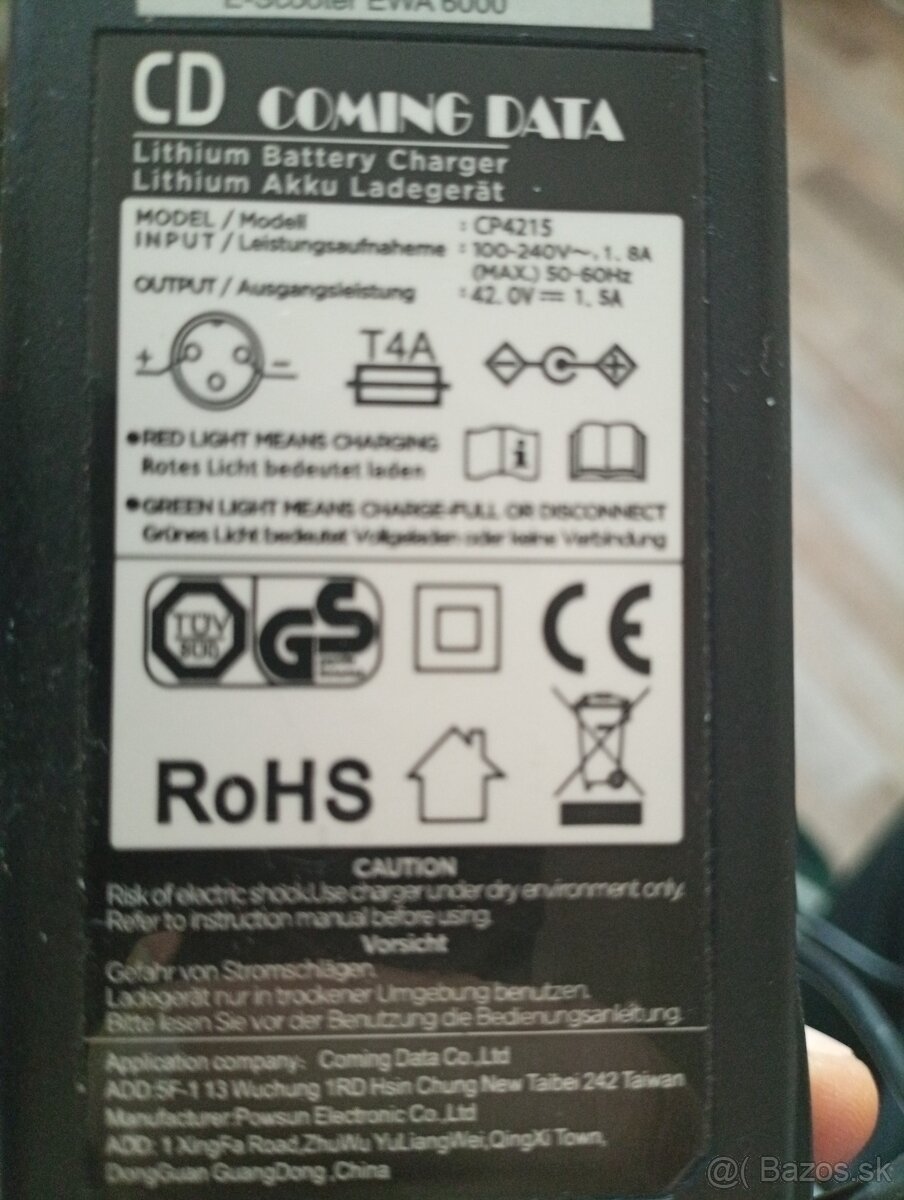 E-Scooter EWA 6000
CD COMING DATA
Lithium Battery Charger
Lithium Akku Ladegerät
MODEL / Modell : CP4215
INPUT / Leistungsaufnaheme : 100-240V~, 1. 8A
(MAX.) 50-60Hz
OUTPUT / Ausgangsleistung : 42. 0V 1. 5A
+ -
T4A
- C +
●RED LIGHT MEANS CHARGING
Rotes Licht bedeutet laden
i
●GREEN LIGHT MEANS CHARGE-FULL OR DISCONNECT
Grünes Licht bedeutet Vollgeladen oder keine Verbindung
TÜV SÜD GS CE
RoHS
CAUTION
Risk of electric shock.Use charger under dry environment only.
Refer to instruction manual before using.
Vorsicht
Gefahr von Stromschlägen.
Ladegerät nur in trockener Umgebung benutzen.
Bitte lesen Sie vor der Benutzung die Bedienungsanleitung.
Application company: Coming Data Co.,Ltd
ADD:5F-1 13 Wuchung 1RD Hsin Chung New Taibei 242 Taiwan
Manufacturer:Powsun Electronic Co.,Ltd
ADD: 1 XingFa Road.ZhuiWu YuLiangWei,QingXi Town,
DongGuan GuangDong ,China
@( Bazos.sk